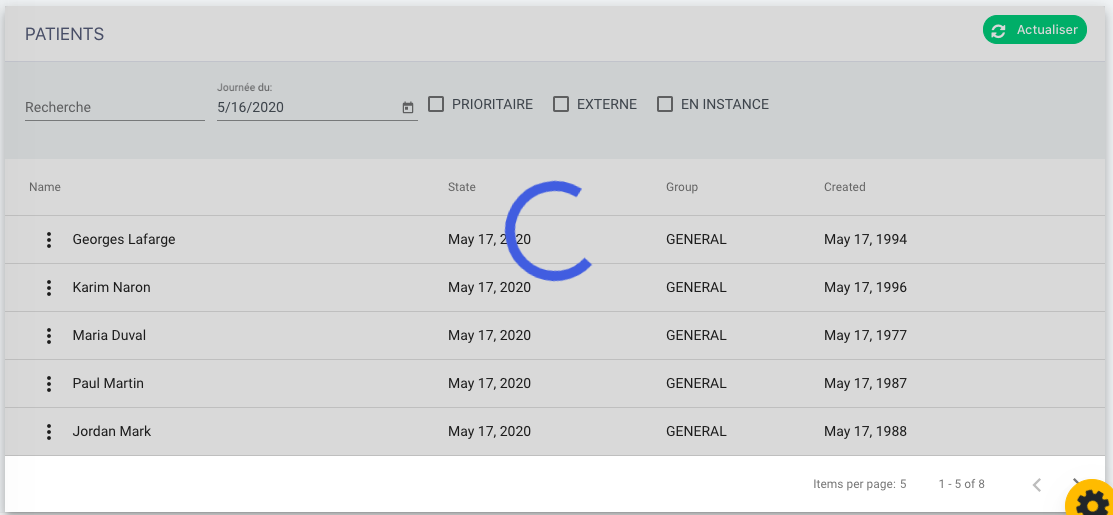 PATIENTS
Actualiser
Journée du:
Recherche
5/16/2020
PRIORITAIRE
EXTERNE
EN INSTANCE
Name State Group Created
Georges Lafarge May 17, 2020 GENERAL May 17, 1994
Karim Naron May 17, 2020 GENERAL May 17, 1996
Maria Duval May 17, 2020 GENERAL May 17, 1977
Paul Martin May 17, 2020 GENERAL May 17, 1987
Jordan Mark May 17, 2020 GENERAL May 17, 1988
Items per page: 5 1 - 5 of 8